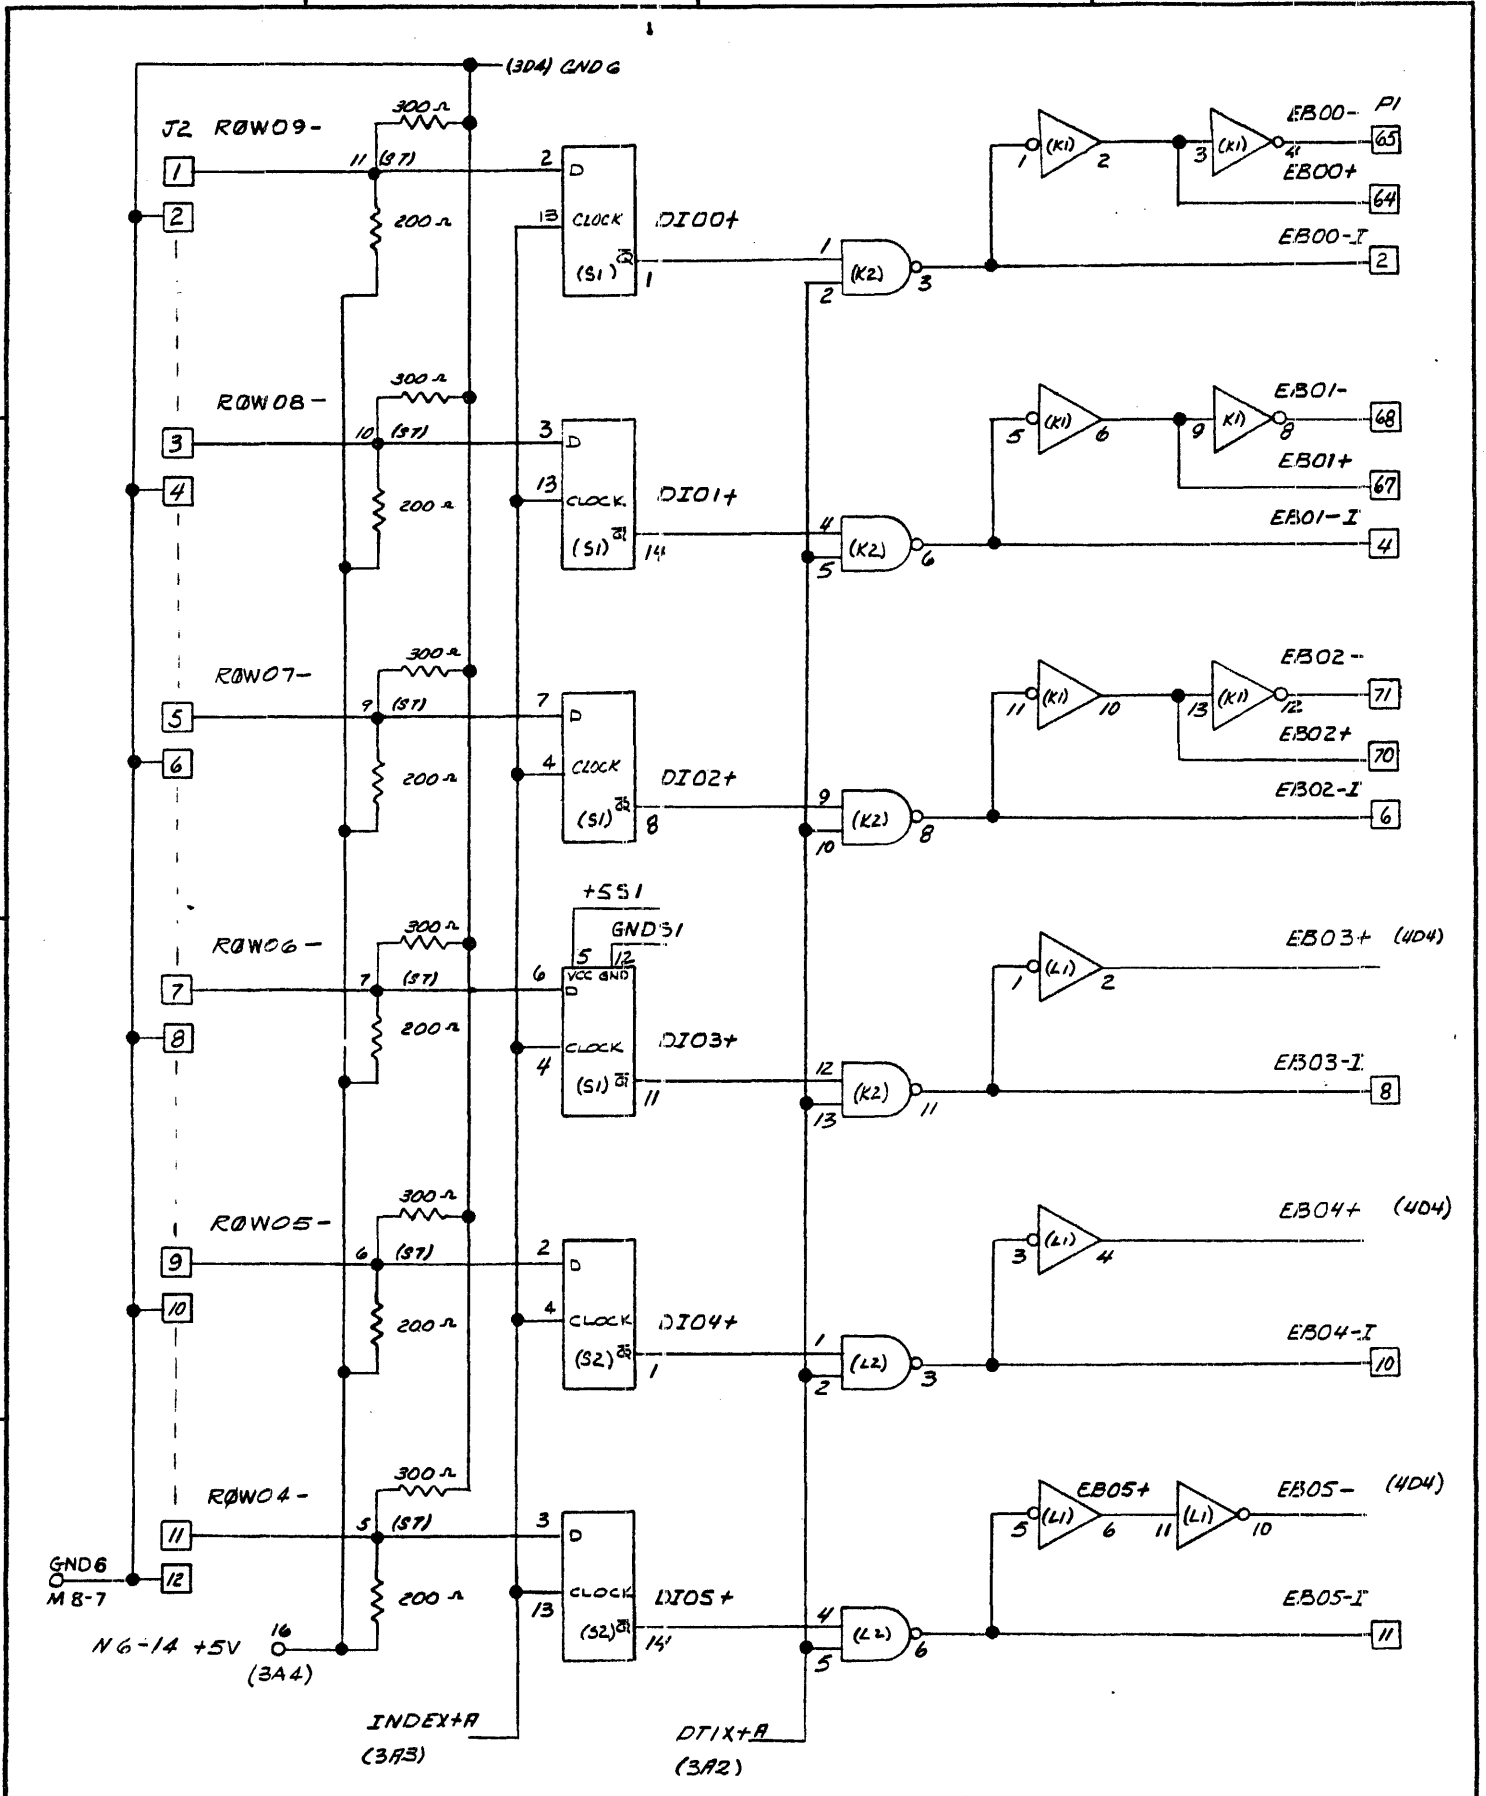 (3D4) GND6
J2 RØW09-
300Ω
1
11 (S7)
2 D
2
200Ω
13 CLOCK
(S1) Q̅
1
DI00+
1
2
(K2)
3
1 (K1) 2
3 (K1) 4
EB00- P1
65
EB00+
64
EB00-I
2
RØW08-
300Ω
3
10 (S7)
3 D
4
200Ω
13 CLOCK
(S1) Q̅
14
DI01+
4
5
(K2)
6
5 (K1) 6
9 K1) 8
EB01-
68
EB01+
67
EB01-I
4
RØW07-
300Ω
5
9 (S7)
7 D
6
200Ω
4 CLOCK
(S1) Q̅
8
DI02+
9
10
(K2)
8
11 (K1) 10
13 (K1) 12
EB02-
71
EB02+
70
EB02-I
6
+5S1
GNDS1
5 12
VCC GND
RØW06-
300Ω
7
7 (S7)
6 D
8
200Ω
4 CLOCK
(S1) Q̅
11
DI03+
12
13
(K2)
11
1 (L1) 2
EB03+ (4D4)
EB03-I
8
RØW05-
300Ω
9
6 (S7)
2 D
10
200Ω
4 CLOCK
(S2) Q̅
1
DI04+
1
2
(L2)
3
3 (L1) 4
EB04+ (4D4)
EB04-I
10
RØW04-
300Ω
11
5 (S7)
3 D
12
200Ω
13 CLOCK
(S2) Q̅
14
DI05+
4
5
(L2)
6
5 (L1) 6
EB05+
11 (L1) 10
EB05- (4D4)
EB05-I
11
GND6
M8-7
N6-14 +5V 16
(3A4)
INDEX+A
(3A3)
DTIX+A
(3A2)